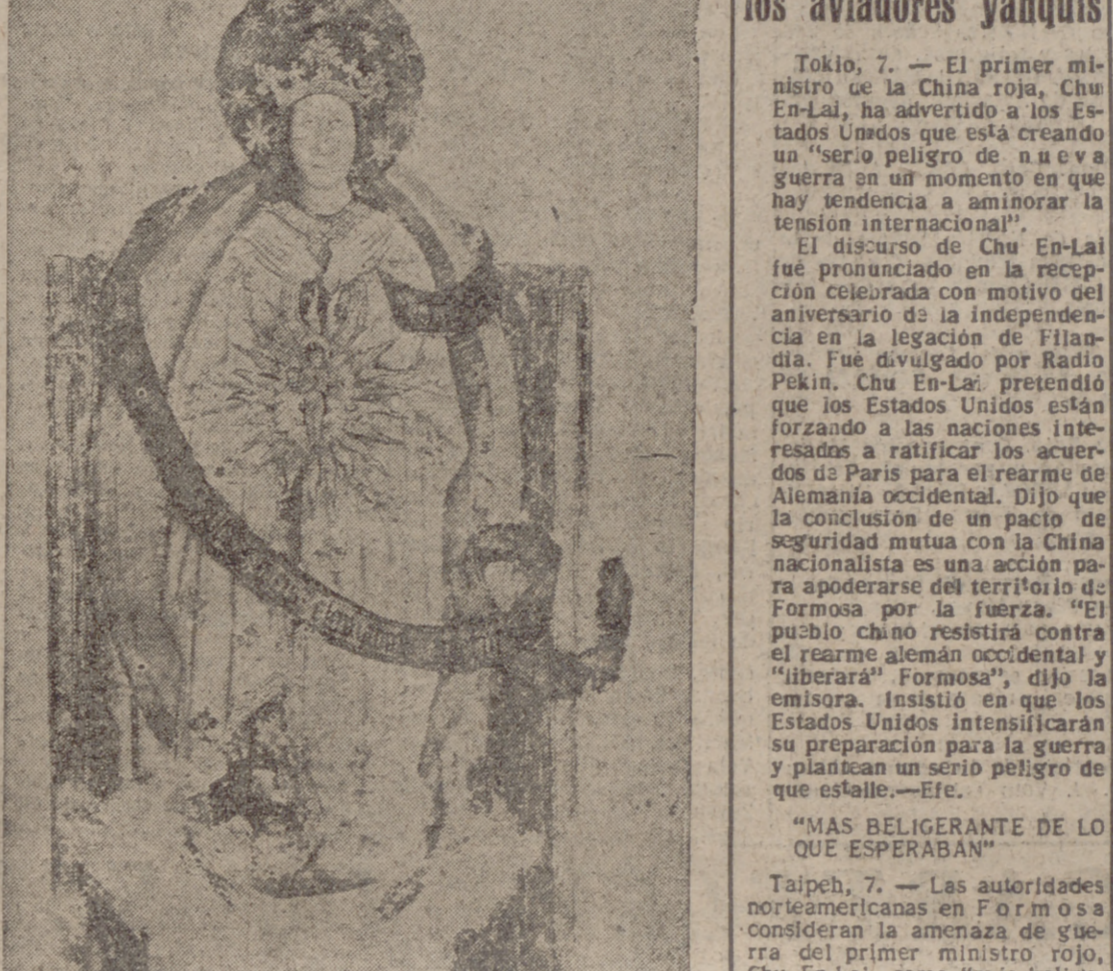 los aviadores yanquis
Tokio, 7. — El primer mi-
nistro de la China roja, Chu
En-Lai, ha advertido a los Es-
tados Unidos que está creando
un "serio peligro de nueva
guerra en un momento en que
hay tendencia a aminorar la
tensión internacional".
El discurso de Chu En-Lai
fué pronunciado en la recep-
ción celebrada con motivo del
aniversario de la independen-
cia en la legación de Filan-
dia. Fué divulgado por Radio
Pekin. Chu En-Lai pretendió
que los Estados Unidos están
forzando a las naciones inte-
resadas a ratificar los acuer-
dos de París para el rearme de
Alemania occidental. Dijo que
la conclusión de un pacto de
seguridad mutua con la China
nacionalista es una acción pa-
ra apoderarse del territorio de
Formosa por la fuerza. "El
pueblo chino resistirá contra
el rearme alemán occidental y
"liberará" Formosa", dijo la
emisora. Insistió en que los
Estados Unidos intensificarán
su preparación para la guerra
y plantean un serio peligro de
que estalle.—Efe.
"MAS BELIGERANTE DE LO
QUE ESPERABAN"
Taipeh, 7. — Las autoridades
norteamericanas en Formosa
consideran la amenaza de gue-
rra del primer ministro rojo,